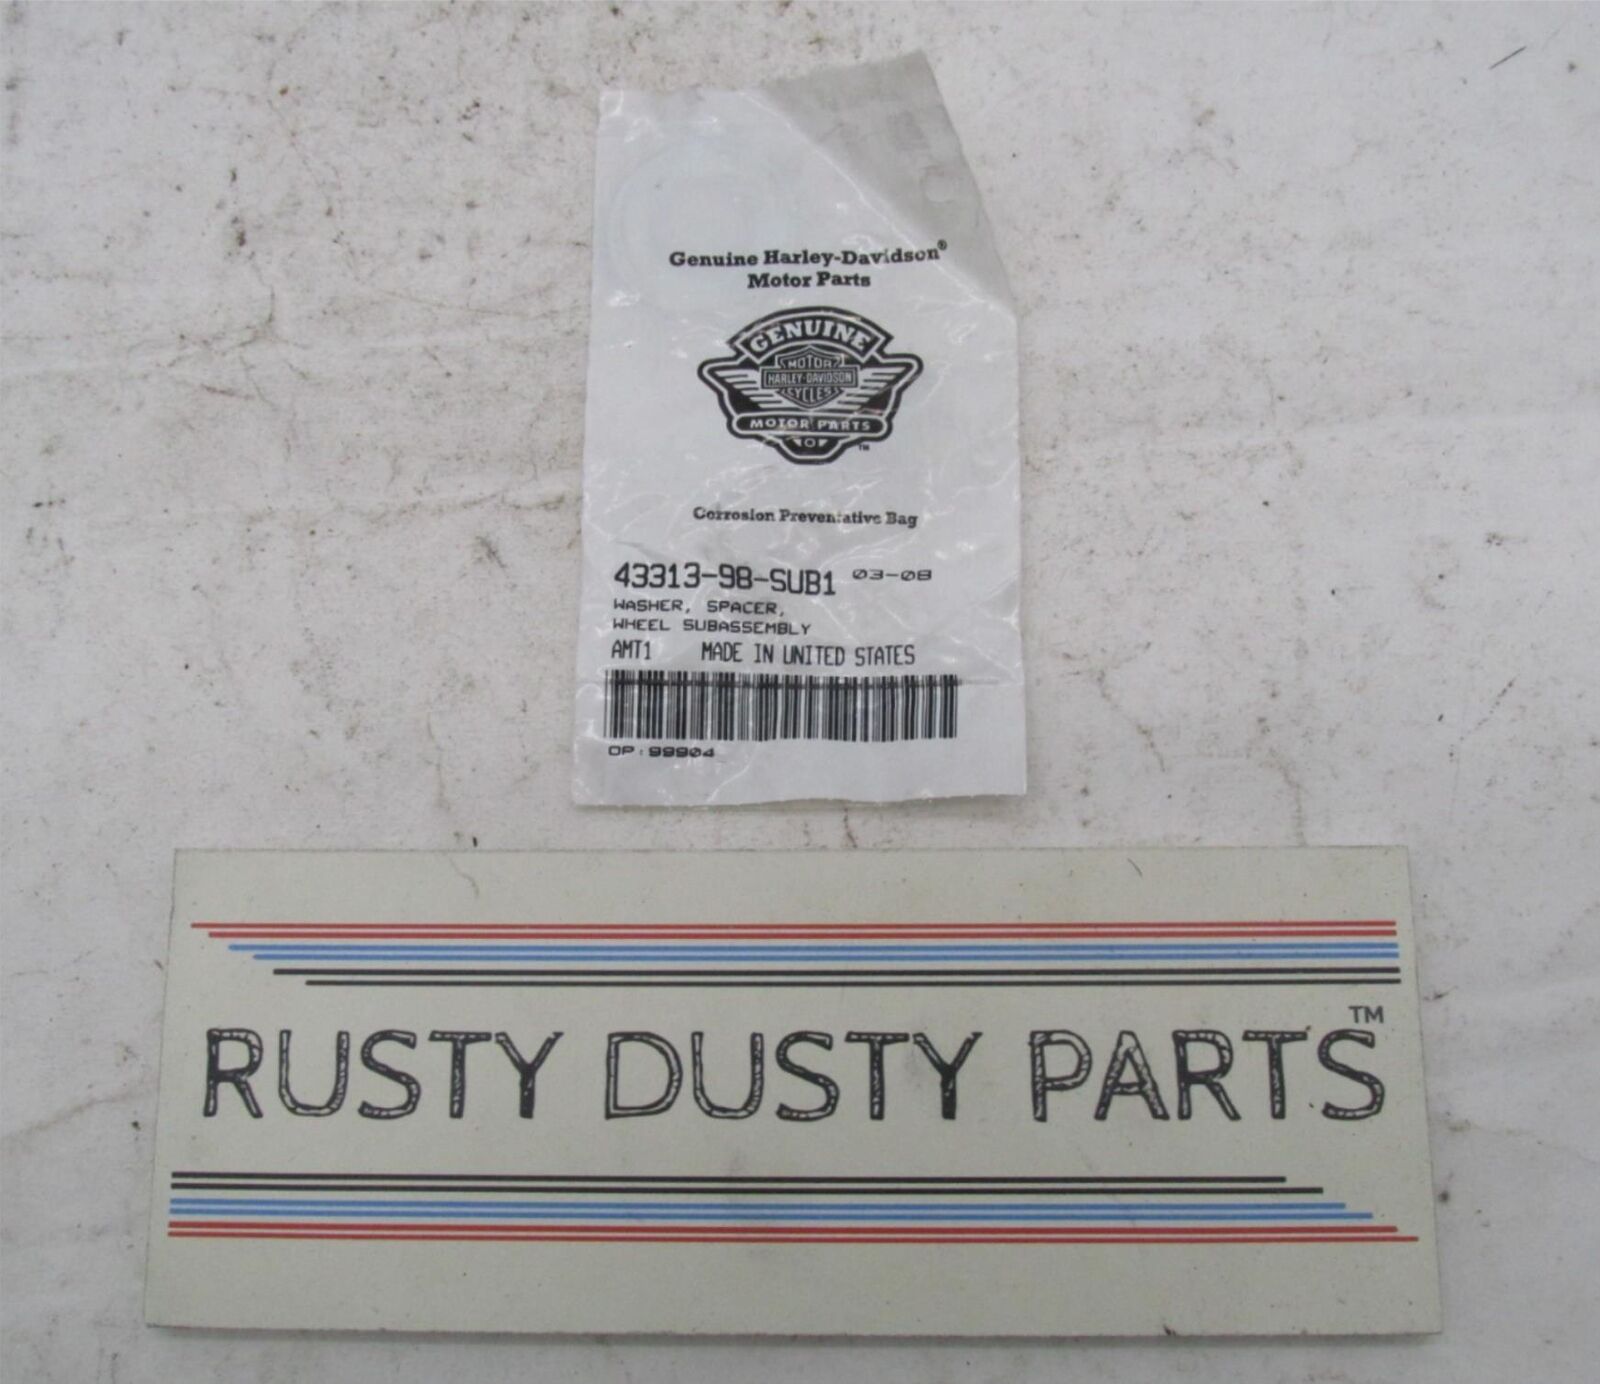 Genuine Harley-Davidson®
Motor Parts
GENUINE
MOTOR
HARLEY-DAVIDSON
CYCLES
MOTOR PARTS
™
Corrosion Preventative Bag
43313-98-SUB1 03-08
WASHER, SPACER,
WHEEL SUBASSEMBLY
AMT1 MADE IN UNITED STATES
OP:99904
RUSTY DUSTY PARTS™